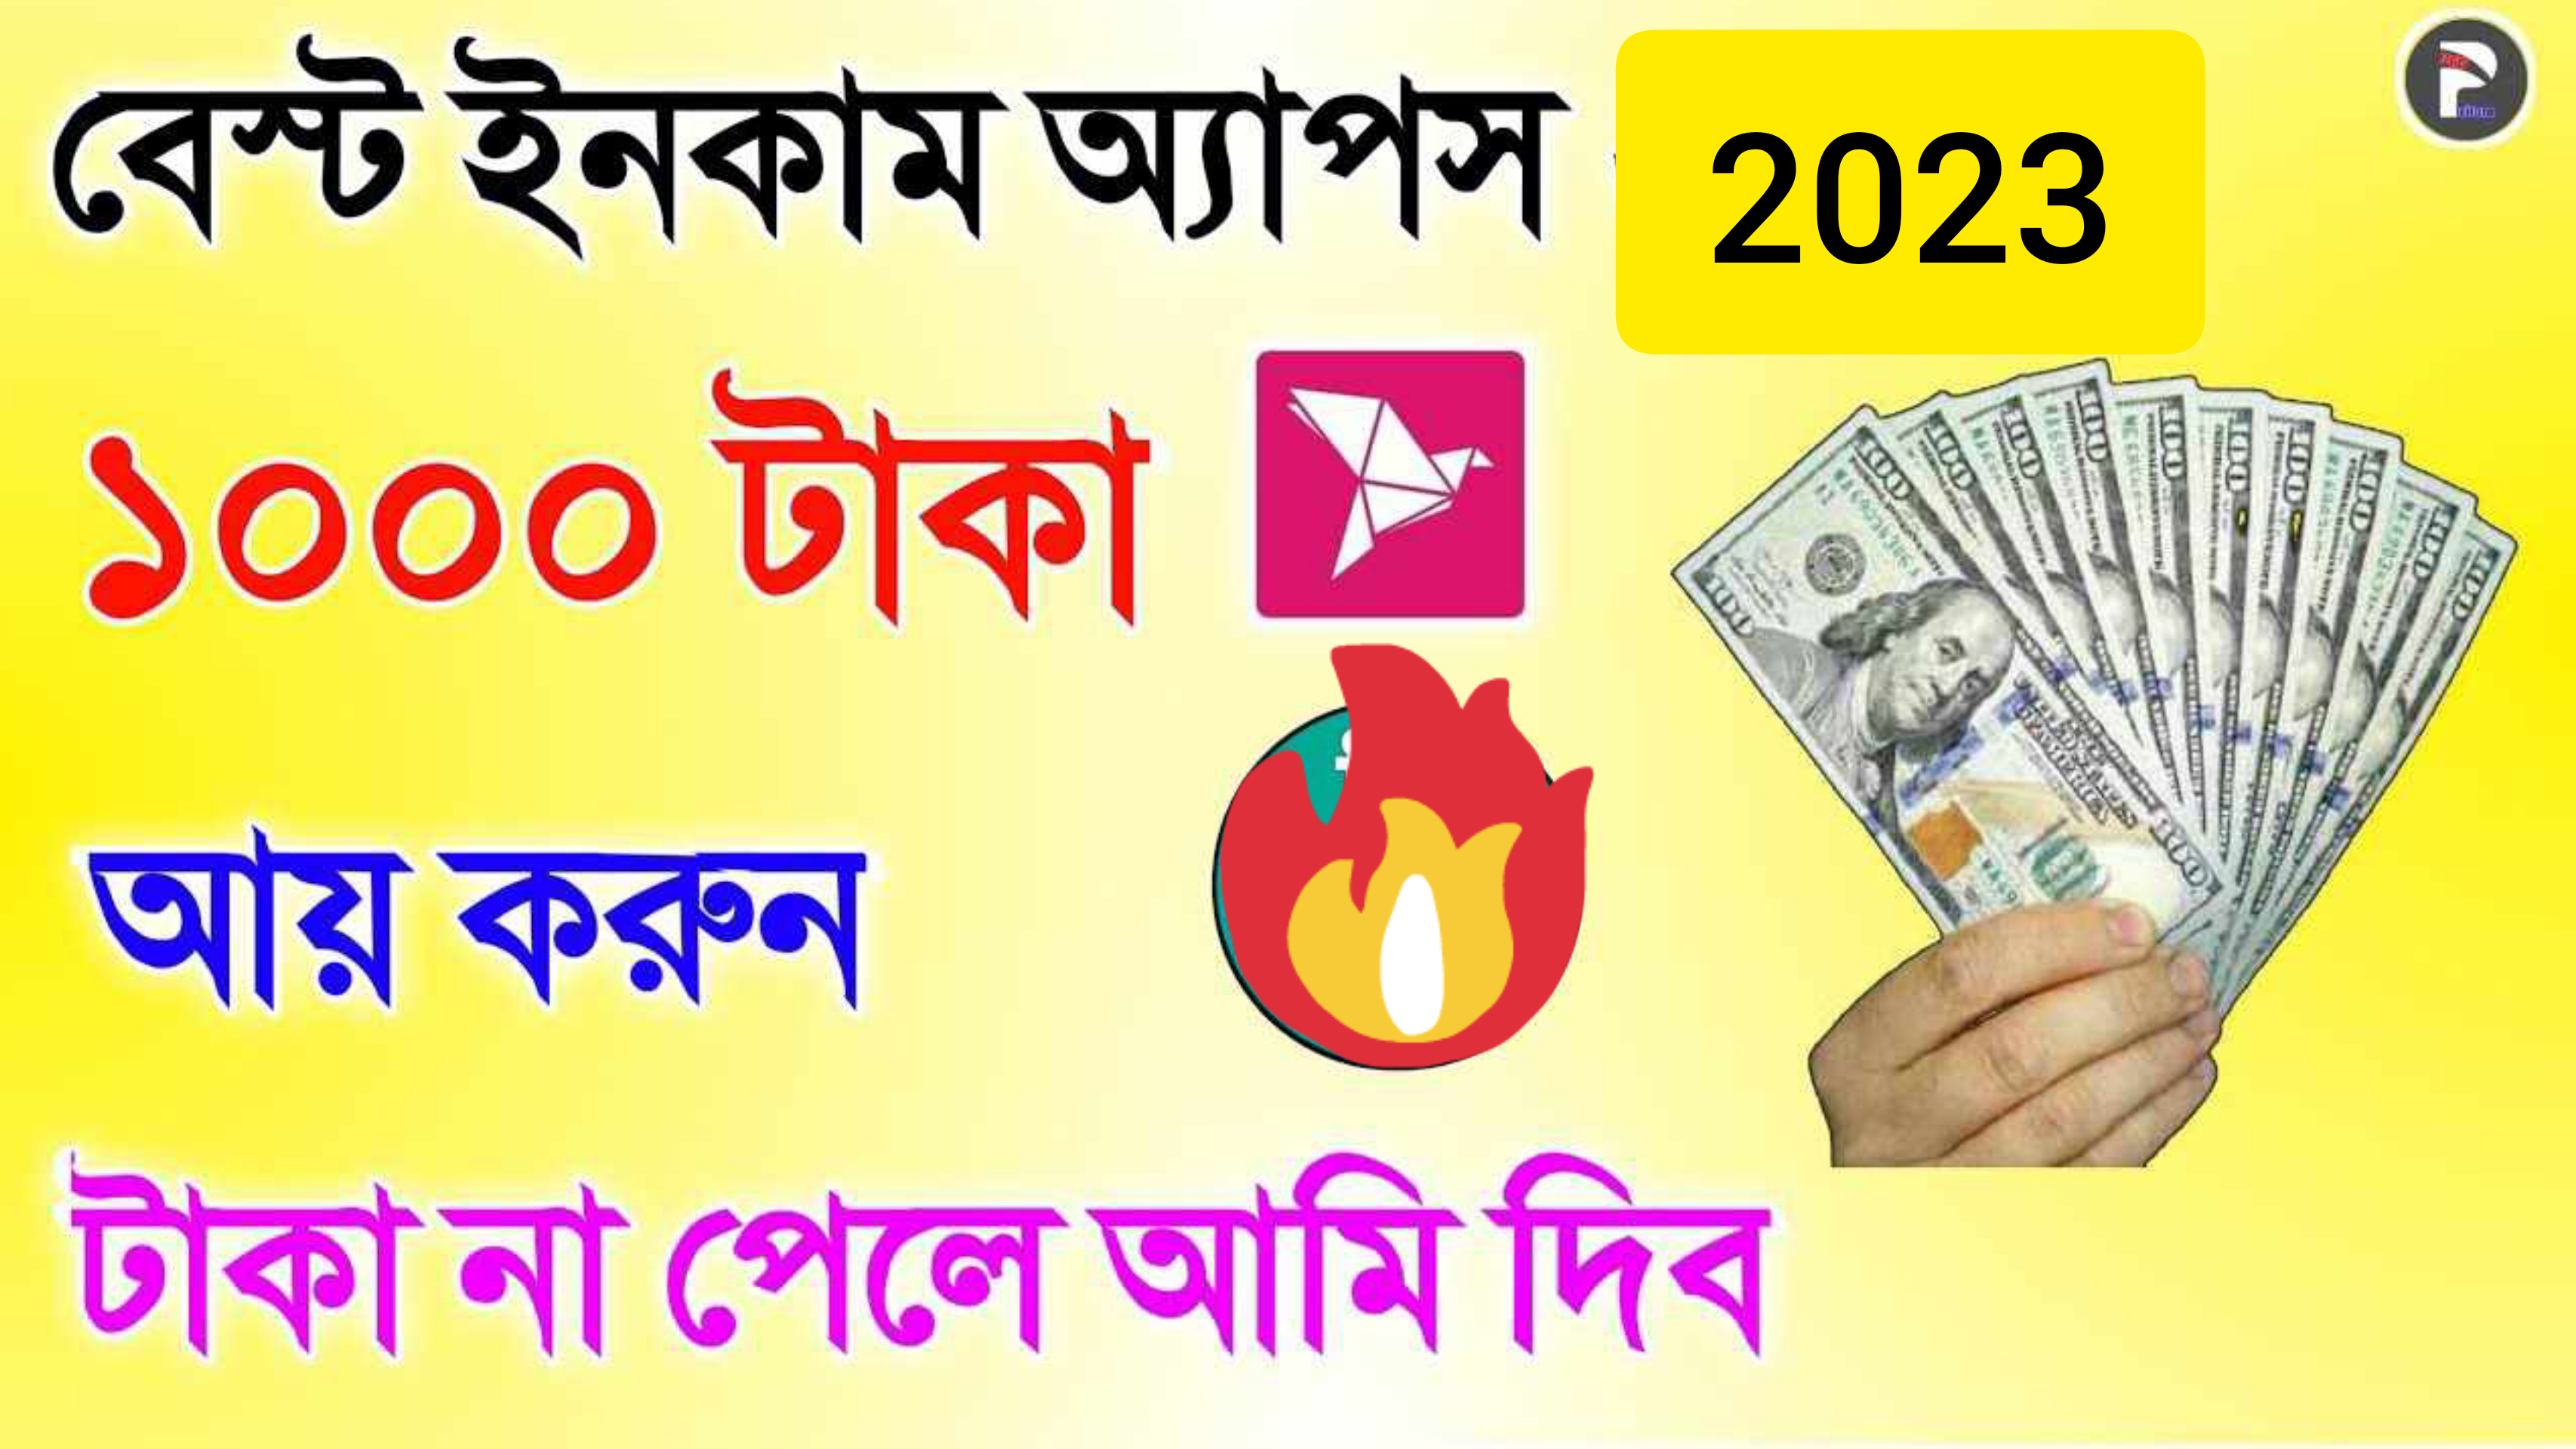 বেস্ট ইনকাম অ্যাপস 2023
১০০০ টাকা
আয় করুন
টাকা না পেলে আমি দিব